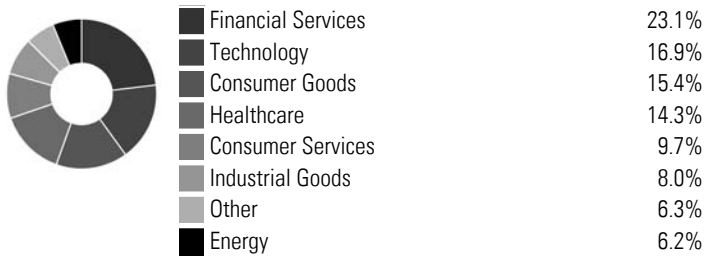 Financial Services 23.1%
Technology 16.9%
Consumer Goods 15.4%
Healthcare 14.3%
Consumer Services 9.7%
Industrial Goods 8.0%
Other 6.3%
Energy 6.2%